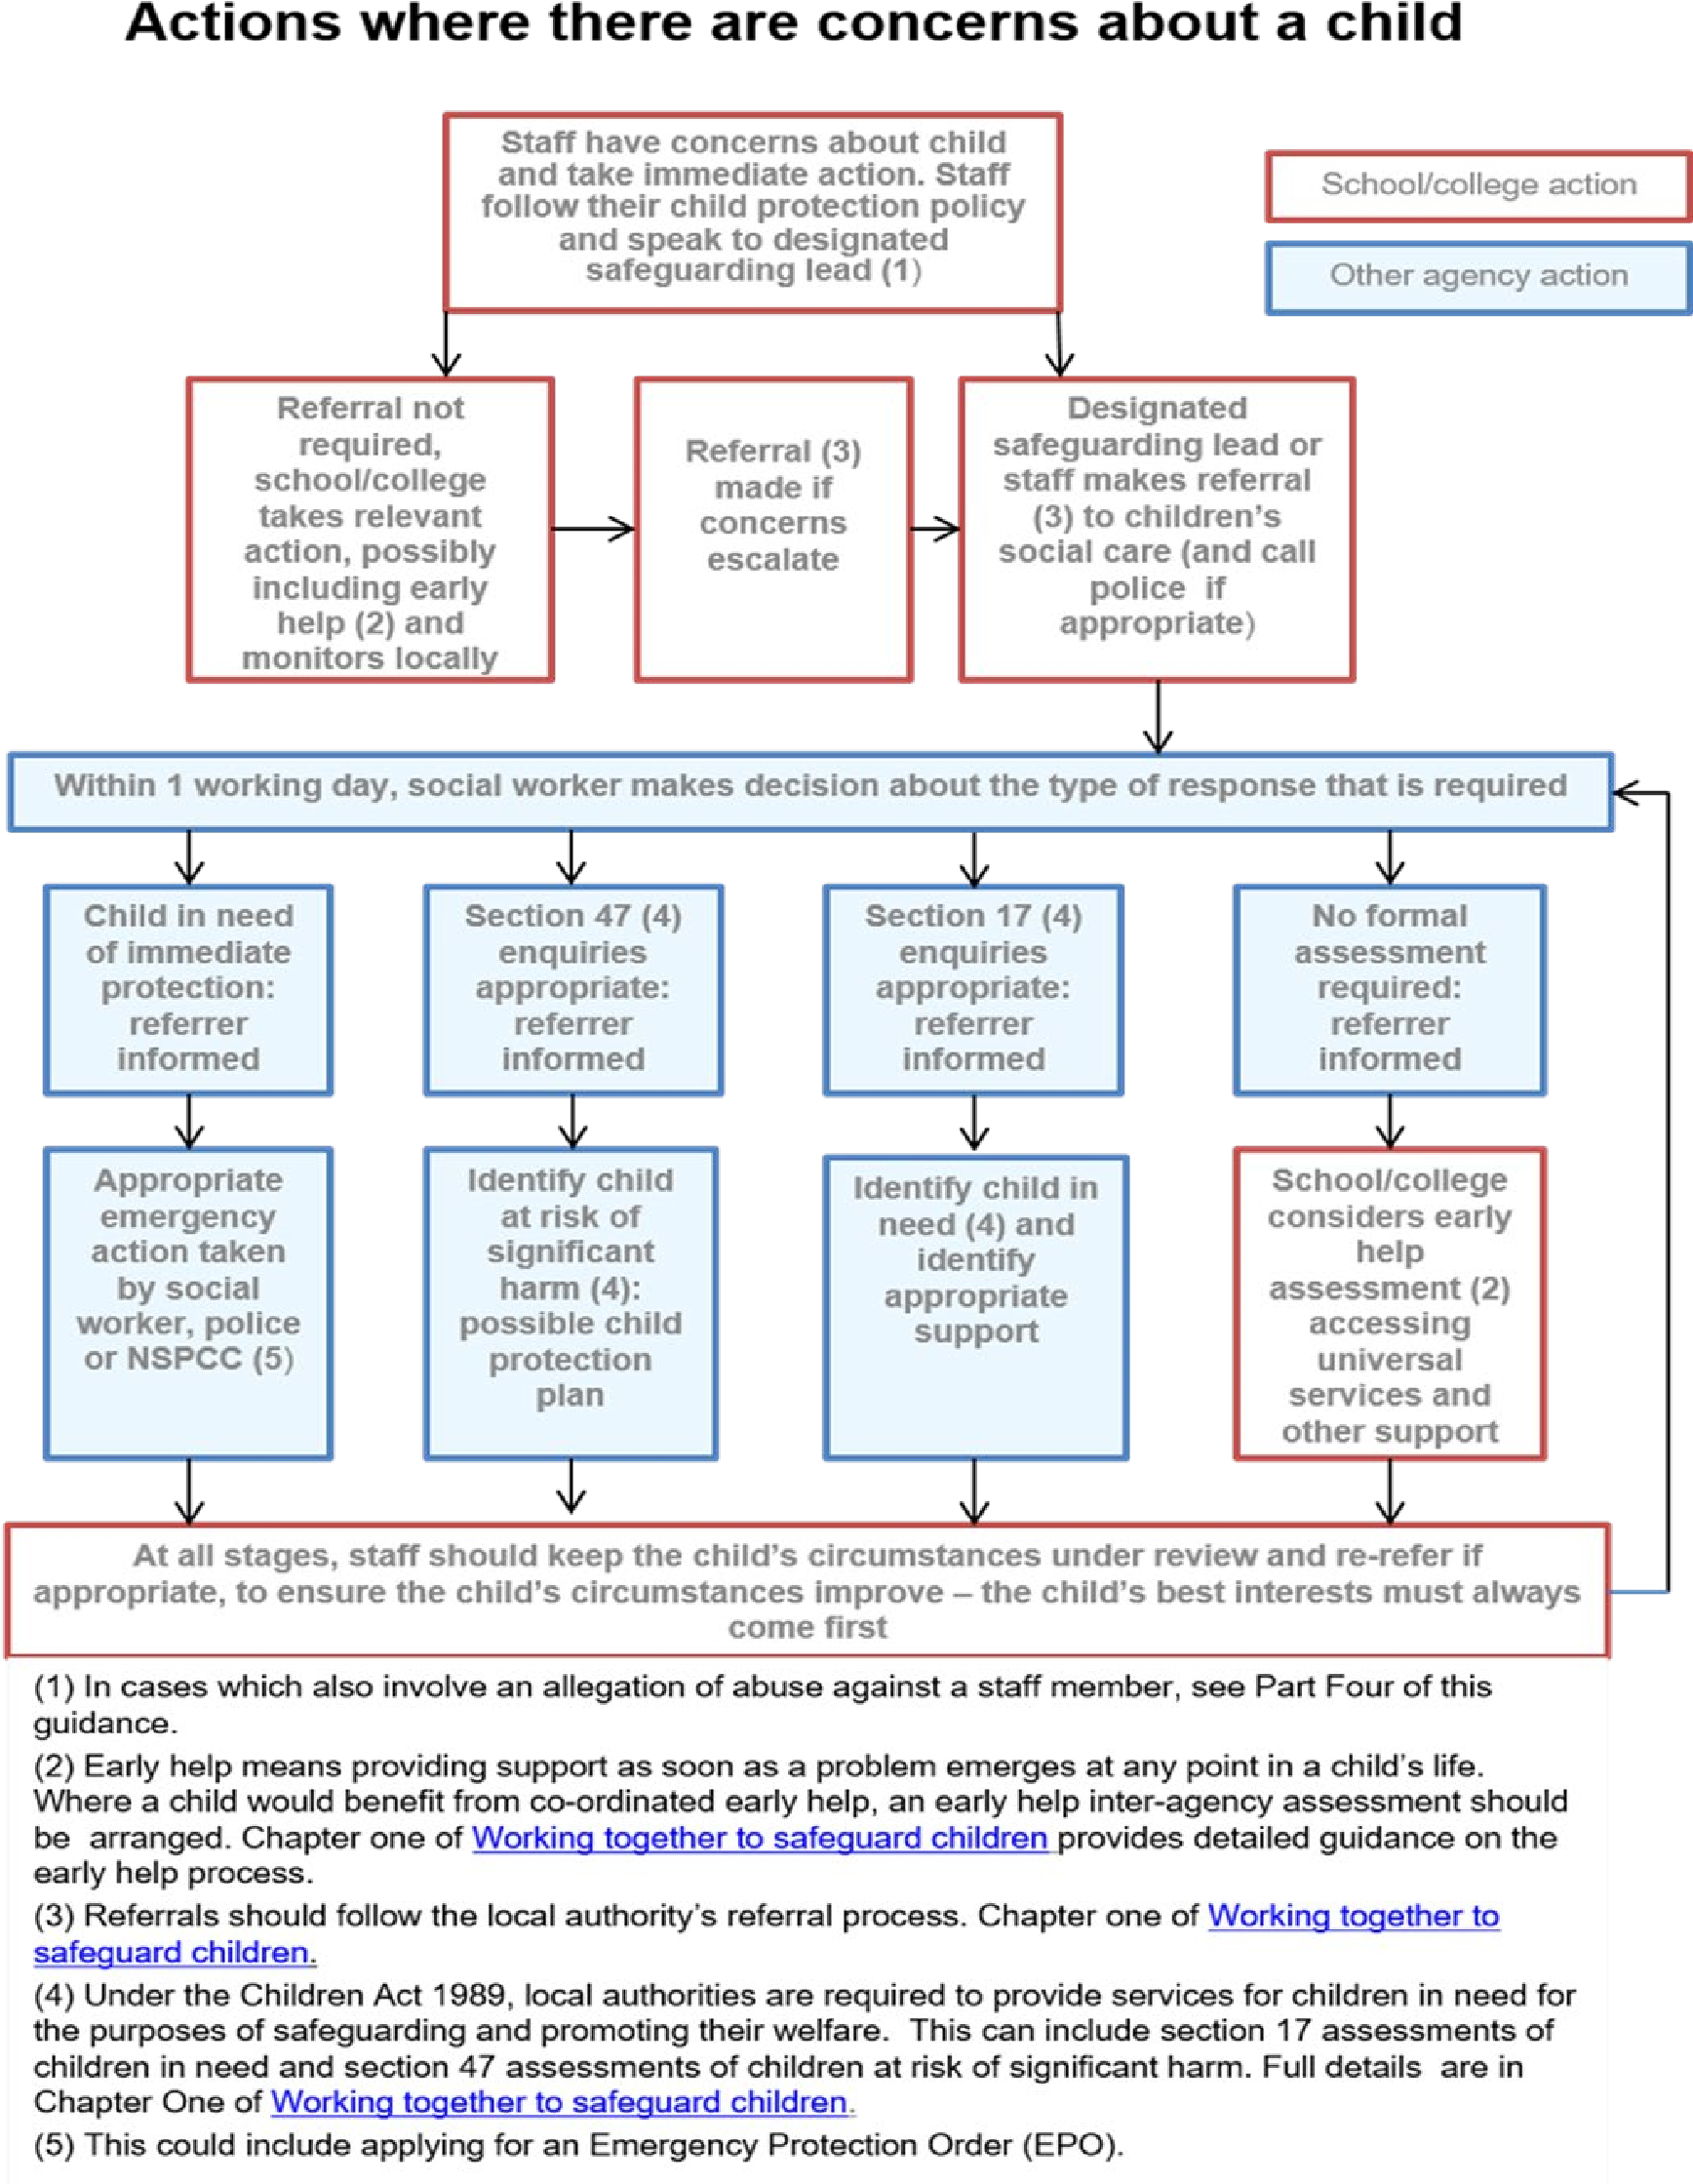 Actions where there are concerns about a child
Staff have concerns about child
and take immediate action. Staff
follow their child protection policy
and speak to designated
safeguarding lead (1)
School/college action
Other agency action
Referral not
required,
school/college
takes relevant
action, possibly
including early
help (2) and
monitors locally
Referral (3)
made if
concerns
escalate
Designated
safeguarding lead or
staff makes referral
(3) to children’s
social care (and call
police if
appropriate)
Within 1 working day, social worker makes decision about the type of response that is required
Child in need
of immediate
protection:
referrer
informed
Section 47 (4)
enquiries
appropriate:
referrer
informed
Section 17 (4)
enquiries
appropriate:
referrer
informed
No formal
assessment
required:
referrer
informed
Appropriate
emergency
action taken
by social
worker, police
or NSPCC (5)
Identify child
at risk of
significant
harm (4):
possible child
protection
plan
Identify child in
need (4) and
identify
appropriate
support
School/college
considers early
help
assessment (2)
accessing
universal
services and
other support
At all stages, staff should keep the child’s circumstances under review and re-refer if
appropriate, to ensure the child’s circumstances improve – the child’s best interests must always
come first
(1) In cases which also involve an allegation of abuse against a staff member, see Part Four of this
guidance.
(2) Early help means providing support as soon as a problem emerges at any point in a child’s life.
Where a child would benefit from co-ordinated early help, an early help inter-agency assessment should
be arranged. Chapter one of Working together to safeguard children provides detailed guidance on the
early help process.
(3) Referrals should follow the local authority’s referral process. Chapter one of Working together to
safeguard children.
(4) Under the Children Act 1989, local authorities are required to provide services for children in need for
the purposes of safeguarding and promoting their welfare. This can include section 17 assessments of
children in need and section 47 assessments of children at risk of significant harm. Full details are in
Chapter One of Working together to safeguard children.
(5) This could include applying for an Emergency Protection Order (EPO).